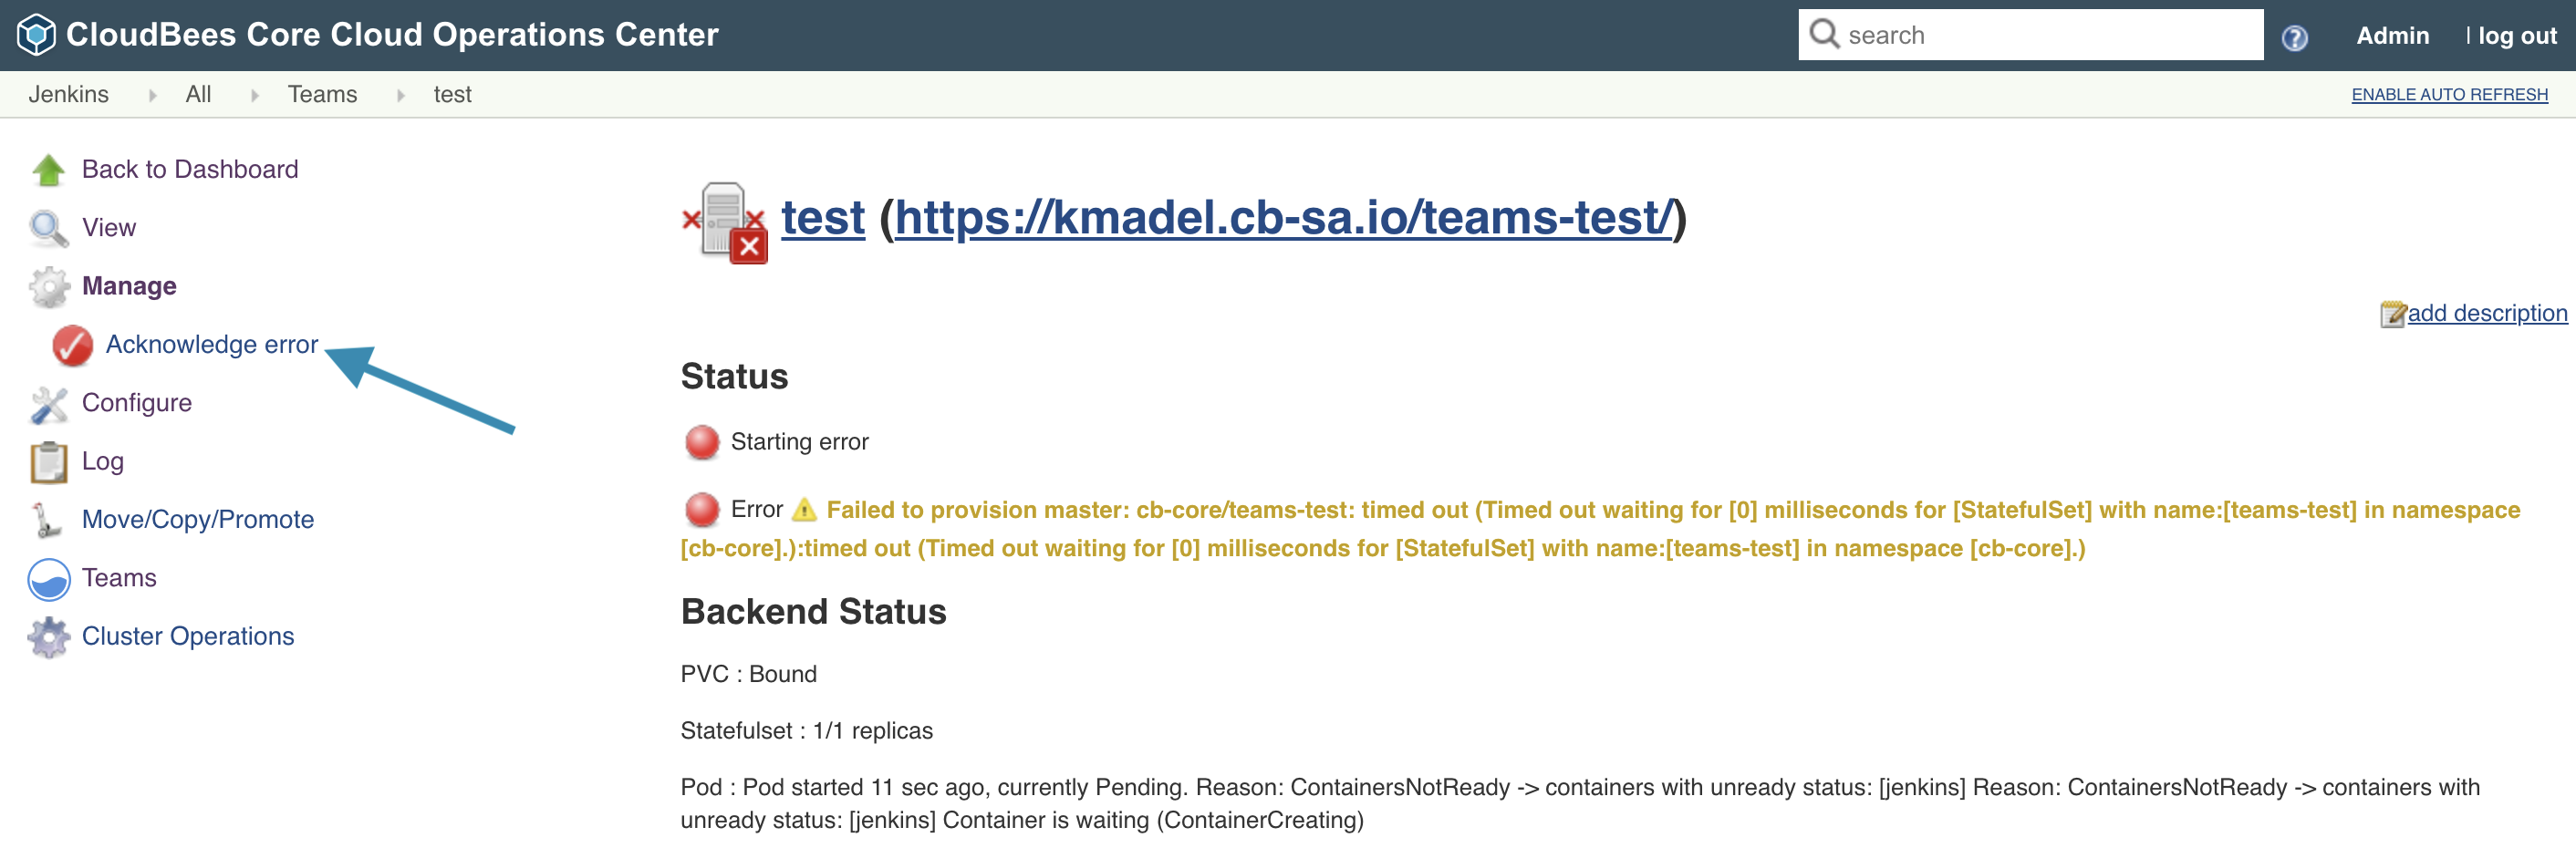 CloudBees Core Cloud Operations Center
search
Admin
| log out
Jenkins
All
Teams
test
ENABLE AUTO REFRESH
Back to Dashboard
View
Manage
Acknowledge error
Configure
Log
Move/Copy/Promote
Teams
Cluster Operations
test (https://kmadel.cb-sa.io/teams-test/)
add description
Status
Starting error
Error Failed to provision master: cb-core/teams-test: timed out (Timed out waiting for [0] milliseconds for [StatefulSet] with name:[teams-test] in namespace
[cb-core].):timed out (Timed out waiting for [0] milliseconds for [StatefulSet] with name:[teams-test] in namespace [cb-core].)
Backend Status
PVC : Bound
Statefulset : 1/1 replicas
Pod : Pod started 11 sec ago, currently Pending. Reason: ContainersNotReady -> containers with unready status: [jenkins] Reason: ContainersNotReady -> containers with
unready status: [jenkins] Container is waiting (ContainerCreating)